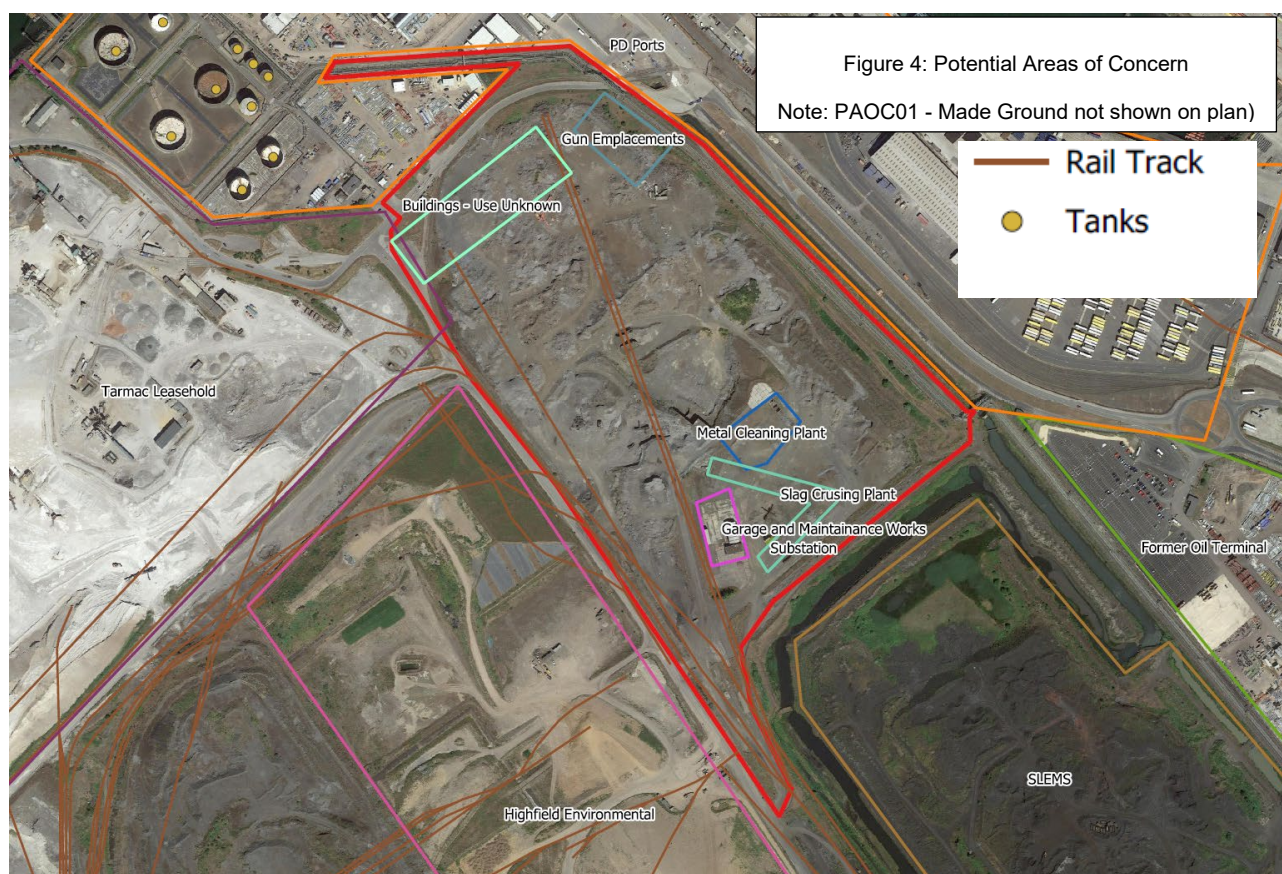 PD Ports
Figure 4: Potential Areas of Concern
Note: PAOC01 - Made Ground not shown on plan)
Rail Track
Tanks
Gun Emplacements
Buildings - Use Unknown
Tarmac Leasehold
Metal Cleaning Plant
Slag Crusing Plant
Garage and Maintainance Works
Substation
Former Oil Terminal
SLEMS
Highfield Environmental